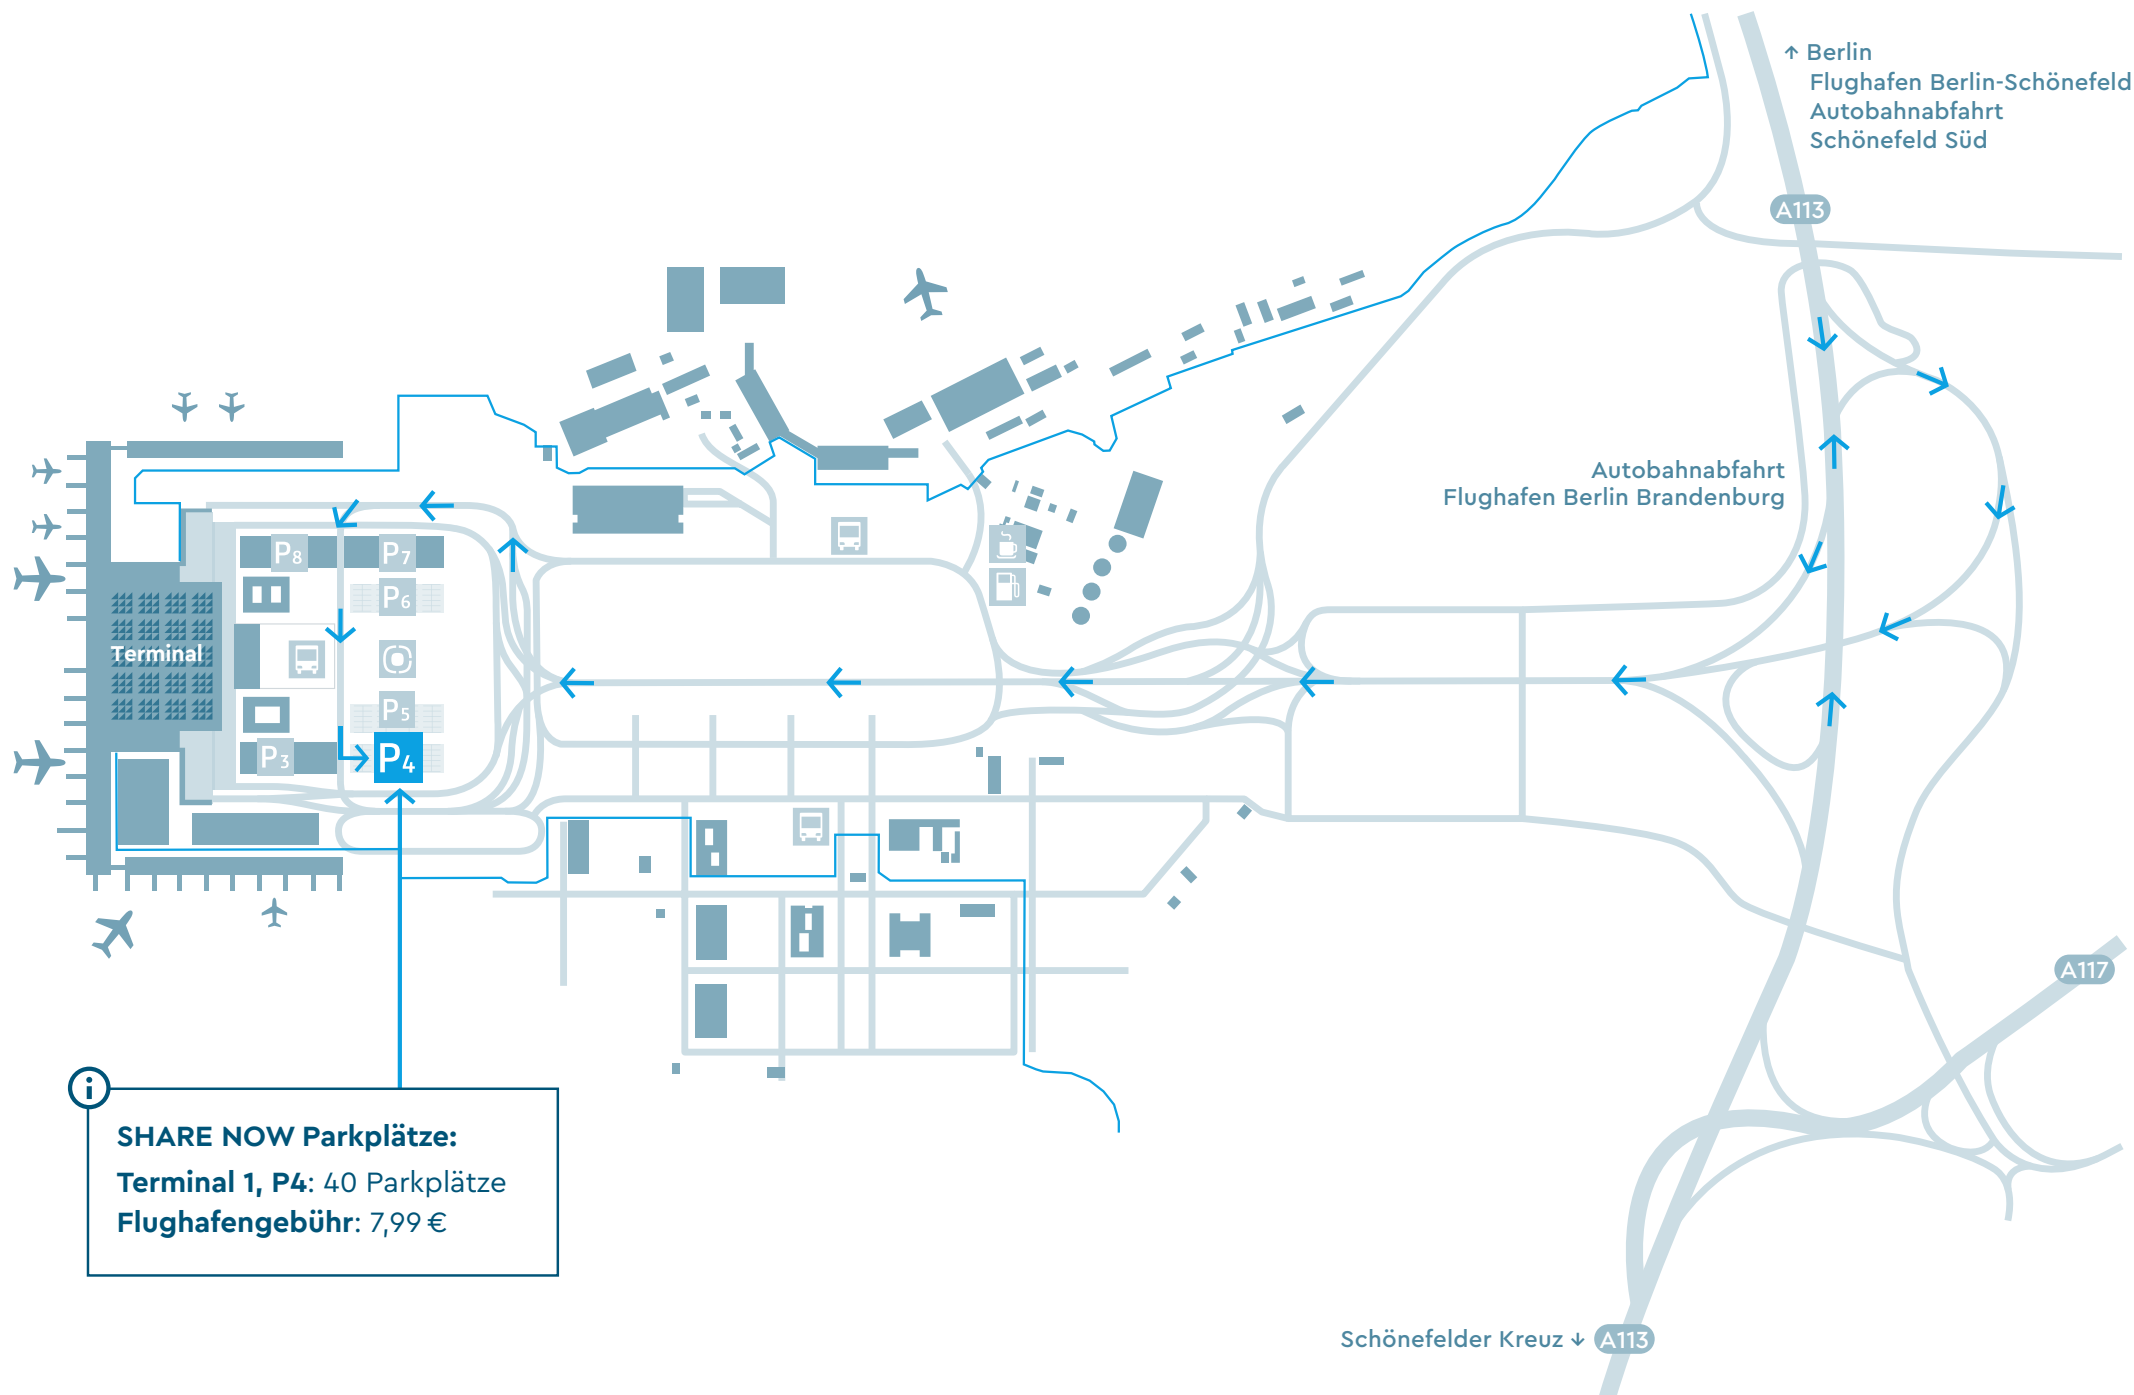 ↑ Berlin
Flughafen Berlin-Schönefeld
Autobahnabfahrt
Schönefeld Süd
A113
Autobahnabfahrt
Flughafen Berlin Brandenburg
P8
P7
P6
Terminal
P5
P3
P4
A117
i
SHARE NOW Parkplätze:
Terminal 1, P4: 40 Parkplätze
Flughafengebühr: 7,99 €
Schönefelder Kreuz ↓ A113